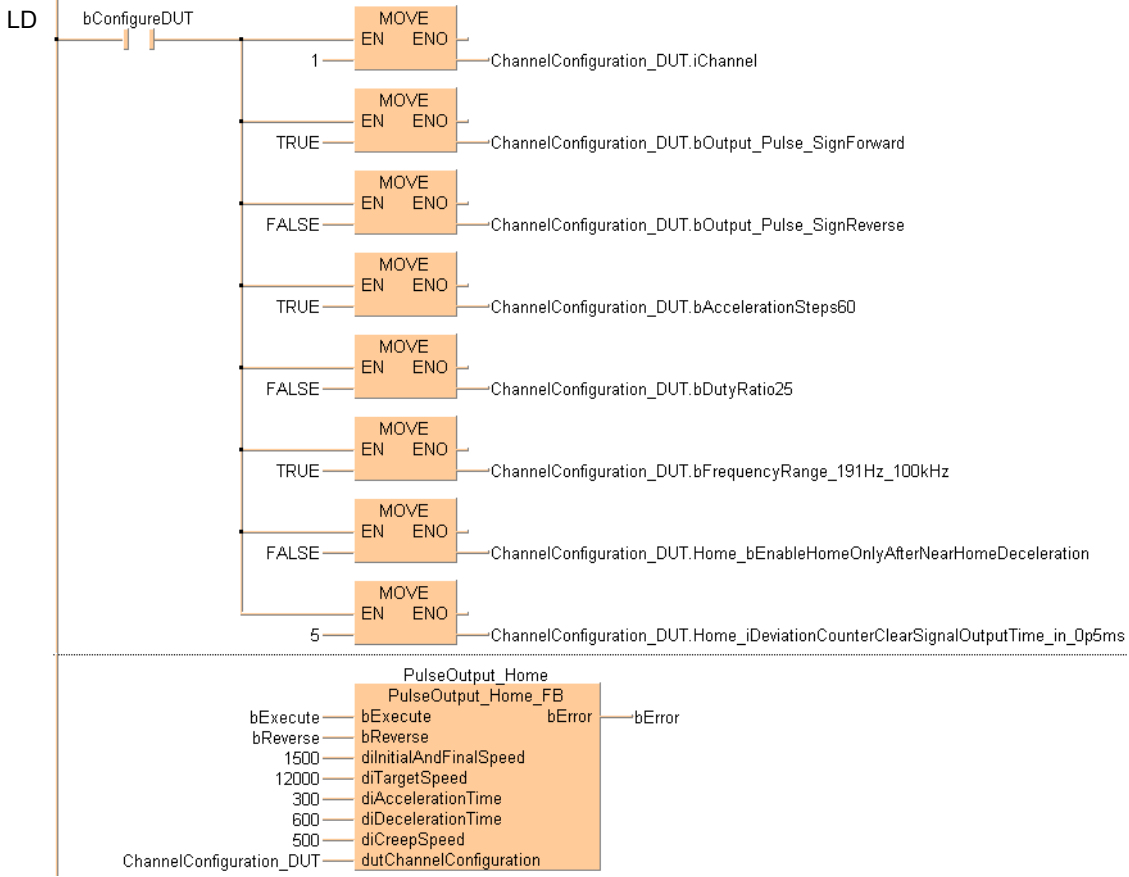 LD
bConfigureDUT
MOVE
EN ENO
1 ChannelConfiguration_DUT.iChannel
MOVE
EN ENO
TRUE ChannelConfiguration_DUT.bOutput_Pulse_SignForward
MOVE
EN ENO
FALSE ChannelConfiguration_DUT.bOutput_Pulse_SignReverse
MOVE
EN ENO
TRUE ChannelConfiguration_DUT.bAccelerationSteps60
MOVE
EN ENO
FALSE ChannelConfiguration_DUT.bDutyRatio25
MOVE
EN ENO
TRUE ChannelConfiguration_DUT.bFrequencyRange_191Hz_100kHz
MOVE
EN ENO
FALSE ChannelConfiguration_DUT.Home_bEnableHomeOnlyAfterNearHomeDeceleration
MOVE
EN ENO
5 ChannelConfiguration_DUT.Home_iDeviationCounterClearSignalOutputTime_in_0p5ms
PulseOutput_Home
PulseOutput_Home_FB
bExecute bExecute bError bError
bReverse bReverse
1500 diInitialAndFinalSpeed
12000 diTargetSpeed
300 diAccelerationTime
600 diDecelerationTime
500 diCreepSpeed
ChannelConfiguration_DUT dutChannelConfiguration